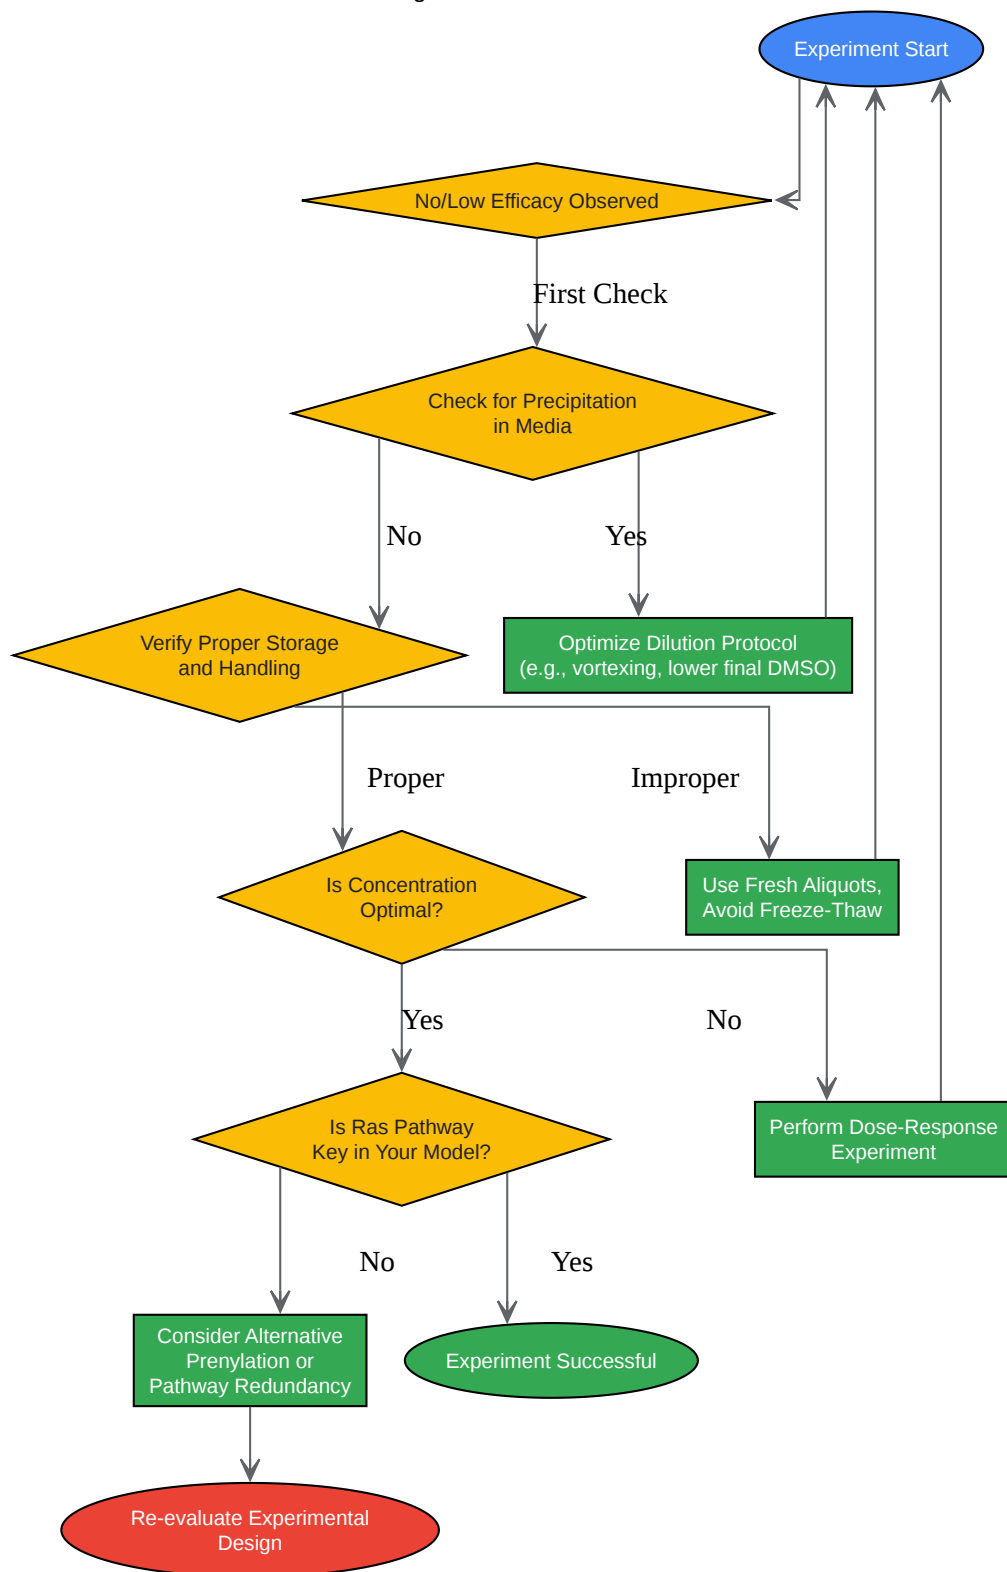 Experiment Start
No/Low Efficacy Observed
First Check
Check for Precipitation
in Media
No
Yes
Verify Proper Storage
and Handling
Optimize Dilution Protocol
(e.g., vortexing, lower final DMSO)
Proper
Improper
Is Concentration
Optimal?
Use Fresh Aliquots,
Avoid Freeze-Thaw
Yes
No
Is Ras Pathway
Key in Your Model?
Perform Dose-Response
Experiment
No
Yes
Consider Alternative
Prenylation or
Pathway Redundancy
Experiment Successful
Re-evaluate Experimental
Design